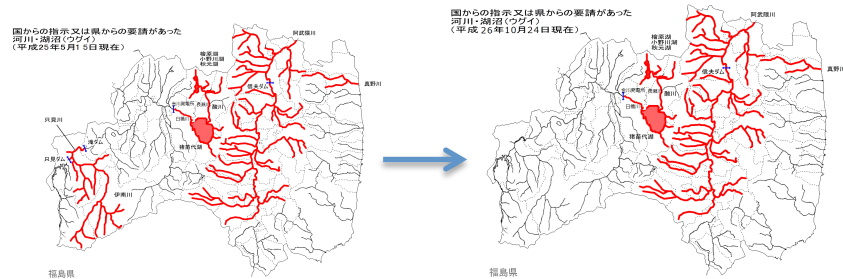 国からの指示又は県からの要請があった
河川・湖沼(ウグイ)
(平成25年5月15日現在)
阿武隈川
檜原湖
小野川湖
秋元湖
信夫ダム
真野川
酸川
日橋川
猪苗代湖
只見川
滝ダム
只見ダム
伊南川
福島県
国からの指示又は県からの要請があった
河川・湖沼(ウグイ)
(平成26年10月24日現在)
阿武隈川
檜原湖
小野川湖
秋元湖
信夫ダム
真野川
酸川
日橋川
猪苗代湖
福島県